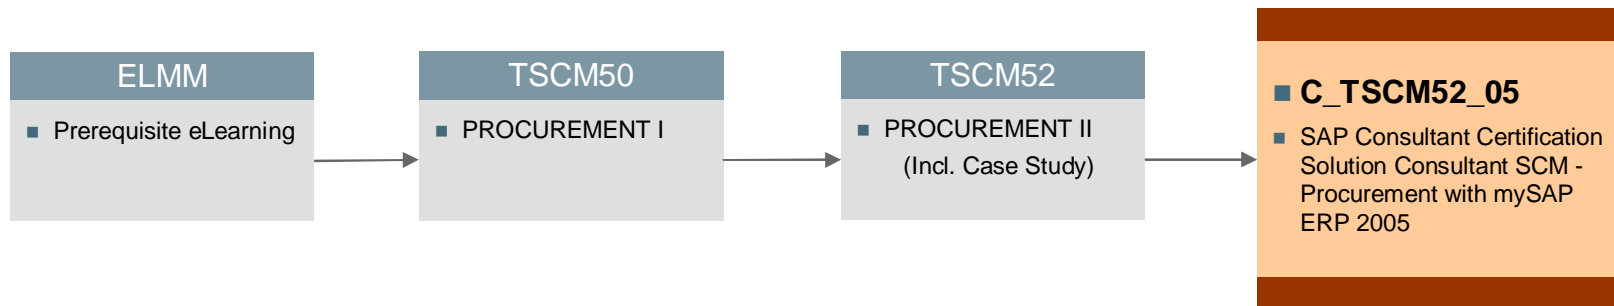 ELMM
Prerequisite eLearning
TSCM50
PROCUREMENT I
TSCM52
PROCUREMENT II
(Incl. Case Study)
C_TSCM52_05
SAP Consultant Certification
Solution Consultant SCM -
Procurement with mySAP
ERP 2005